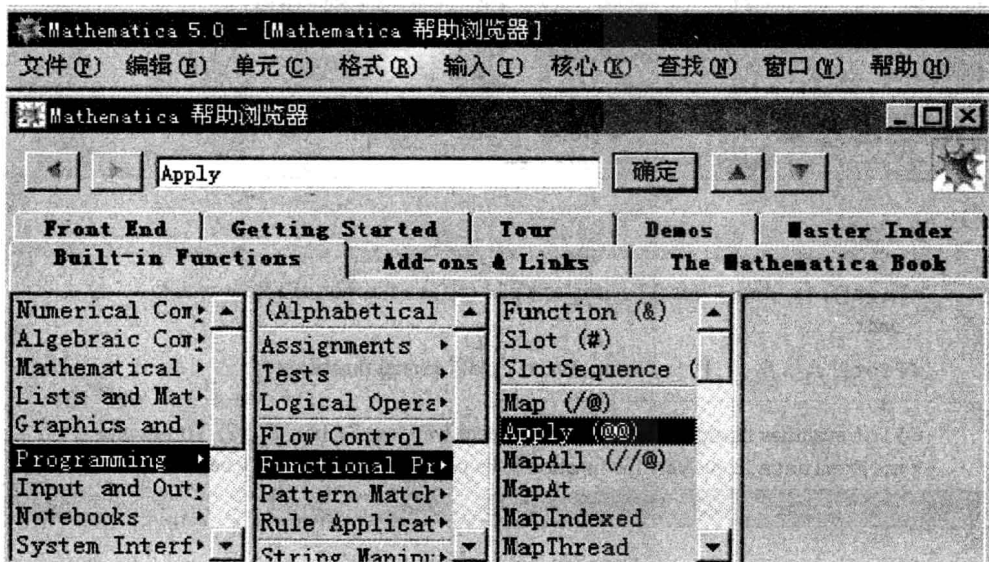 Mathematica 5.0 - [Mathematica 帮助浏览器]
文件(F) 编辑(E) 单元(C) 格式(R) 输入(I) 核心(K) 查找(N) 窗口(W) 帮助(H)
Mathematica 帮助浏览器
Apply 确定
Front End Getting Started Tour Demos Master Index
Built-in Functions Add-ons & Links The Mathematica Book
Numerical Com
Algebraic Com
Mathematical
Lists and Mat
Graphics and
Programming
Input and Out
Notebooks
System Interf
(Alphabetical
Assignments
Tests
Logical Opera
Flow Control
Functional Pr
Pattern Match
Rule Applicat
String Manipu
Function (&)
Slot (#)
SlotSequence (
Map (/@)
Apply (@@)
MapAll (//@)
MapAt
MapIndexed
MapThread